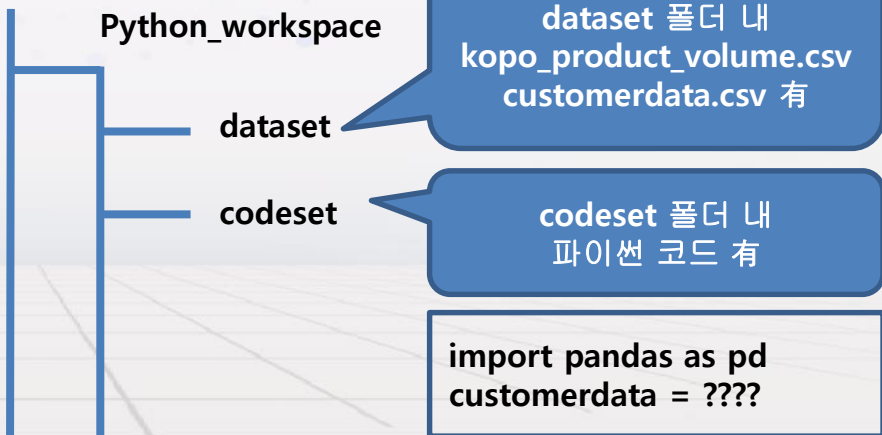 Python_workspace
dataset 폴더 내
kopo_product_volume.csv
customerdata.csv 有
dataset
codeset
codeset 폴더 내
파이썬 코드 有
import pandas as pd
customerdata = ????